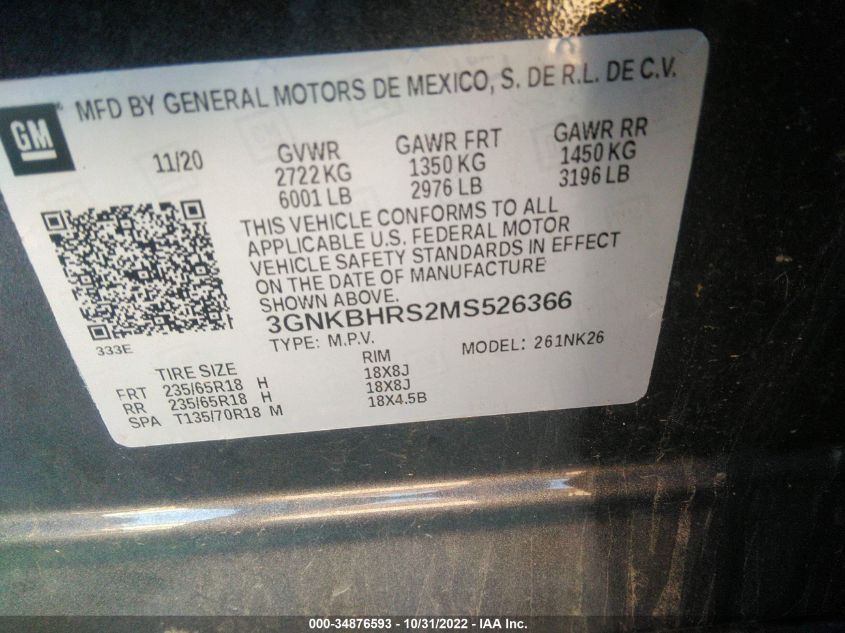 MFD BY GENERAL MOTORS DE MEXICO, S. DE R.L. DE C.V.
GM
11/20
GVWR GAWR FRT GAWR RR
2722 KG 1350 KG 1450 KG
6001 LB 2976 LB 3196 LB
THIS VEHICLE CONFORMS TO ALL
APPLICABLE U.S. FEDERAL MOTOR
VEHICLE SAFETY STANDARDS IN EFFECT
ON THE DATE OF MANUFACTURE
SHOWN ABOVE.
3GNKBHRS2MS526366
333E
TYPE: M.P.V. MODEL: 261NK26
TIRE SIZE RIM
FRT 235/65R18 H 18X8J
RR 235/65R18 H 18X8J
SPA T135/70R18 M 18X4.5B
000-34876593 - 10/31/2022 - IAA Inc.